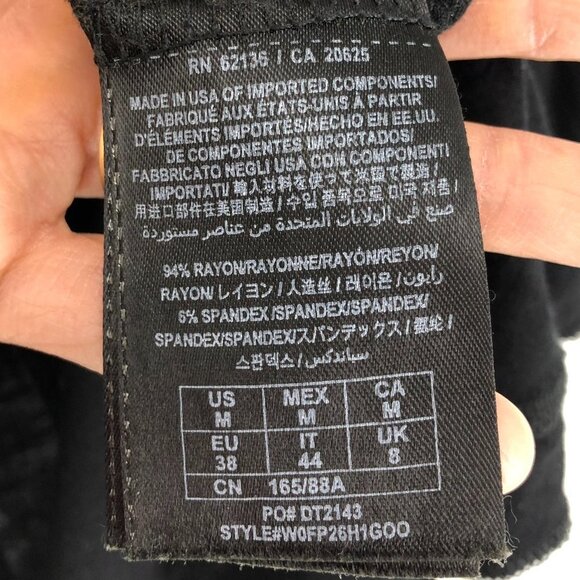 RN 62136 / CA 20625
MADE IN USA OF IMPORTED COMPONENTS/
FABRIQUÉ AUX ÉTATS-UNIS À PARTIR
D'ÉLÉMENTS IMPORTÉS/HECHO EN EE.UU.
DE COMPONENTES IMPORTADOS/
FABBRICATO NEGLI USA CON COMPONENTI
IMPORTATI/ 輸入材料を使って米国で製造/
用进口部件在美国制造/ 수입 품목으로 미국 제품/
صنع في الولايات المتحدة من عناصر مستوردة
94% RAYON/RAYONNE/RAYÓN/REYON/
RAYON/ レイヨン/人造丝/ 레이온/ رايون/
6% SPANDEX/SPANDEX/SPANDEX/
SPANDEX/SPANDEX/スパンデックス/ 氨纶/
스판덱스/ سباندكس
US MEX CA
M M M
EU IT UK
38 44 8
CN 165/88A
PO# DT2143
STYLE#W0FP26H1GOO